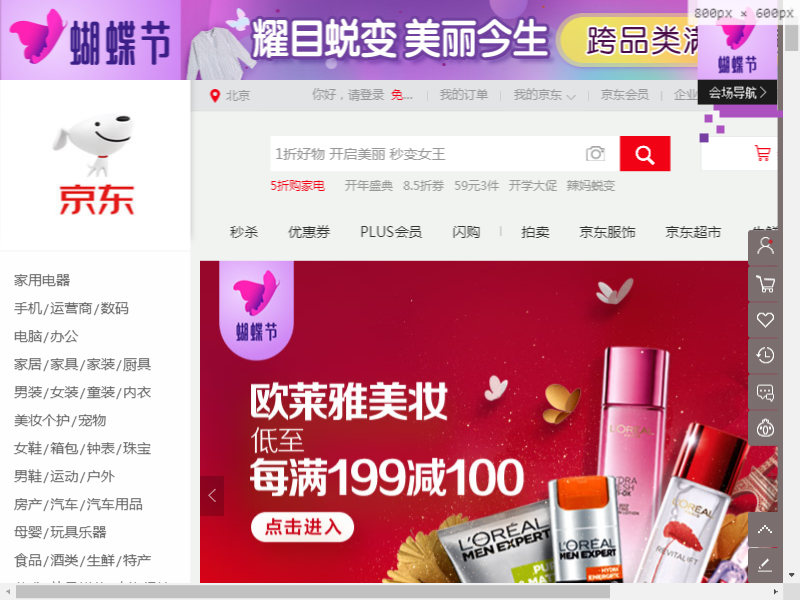 800px × 600px
蝴蝶节
耀目蜕变 美丽今生
跨品类满
蝴蝶节
会场导航
京东
北京
你好，请登录 免...
我的订单
我的京东
京东会员
企业
1折好物 开启美丽 秒变女王
5折购家电
开年盛典
8.5折券
59元3件
开学大促
辣妈蜕变
秒杀
优惠券
PLUS会员
闪购
拍卖
京东服饰
京东超市
生鲜
家用电器
手机/运营商/数码
电脑/办公
家居/家具/家装/厨具
男装/女装/童装/内衣
美妆个护/宠物
女鞋/箱包/钟表/珠宝
男鞋/运动/户外
房产/汽车/汽车用品
母婴/玩具乐器
食品/酒类/生鲜/特产
蝴蝶节
欧莱雅美妆
低至
每满199减100
点击进入
L'ORÉAL
MEN EXPERT
L'ORÉAL
MEN EXPERT
L'ORÉAL
L'ORÉAL
REVITALIFT